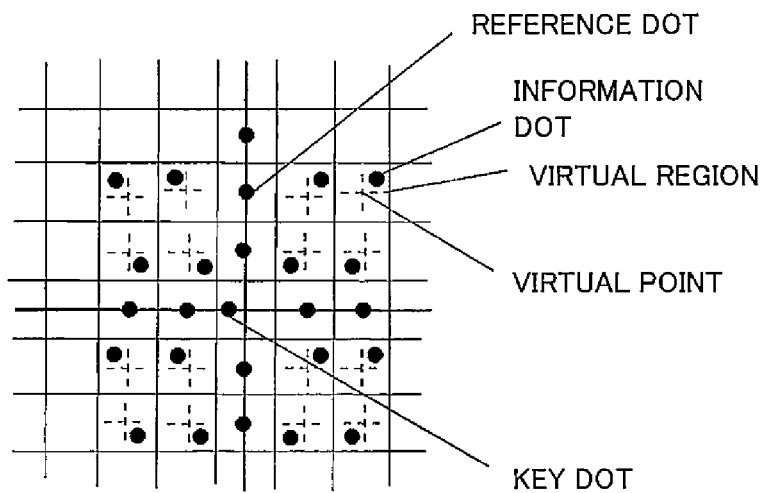 REFERENCE DOT
INFORMATION
DOT
VIRTUAL REGION
VIRTUAL POINT
KEY DOT